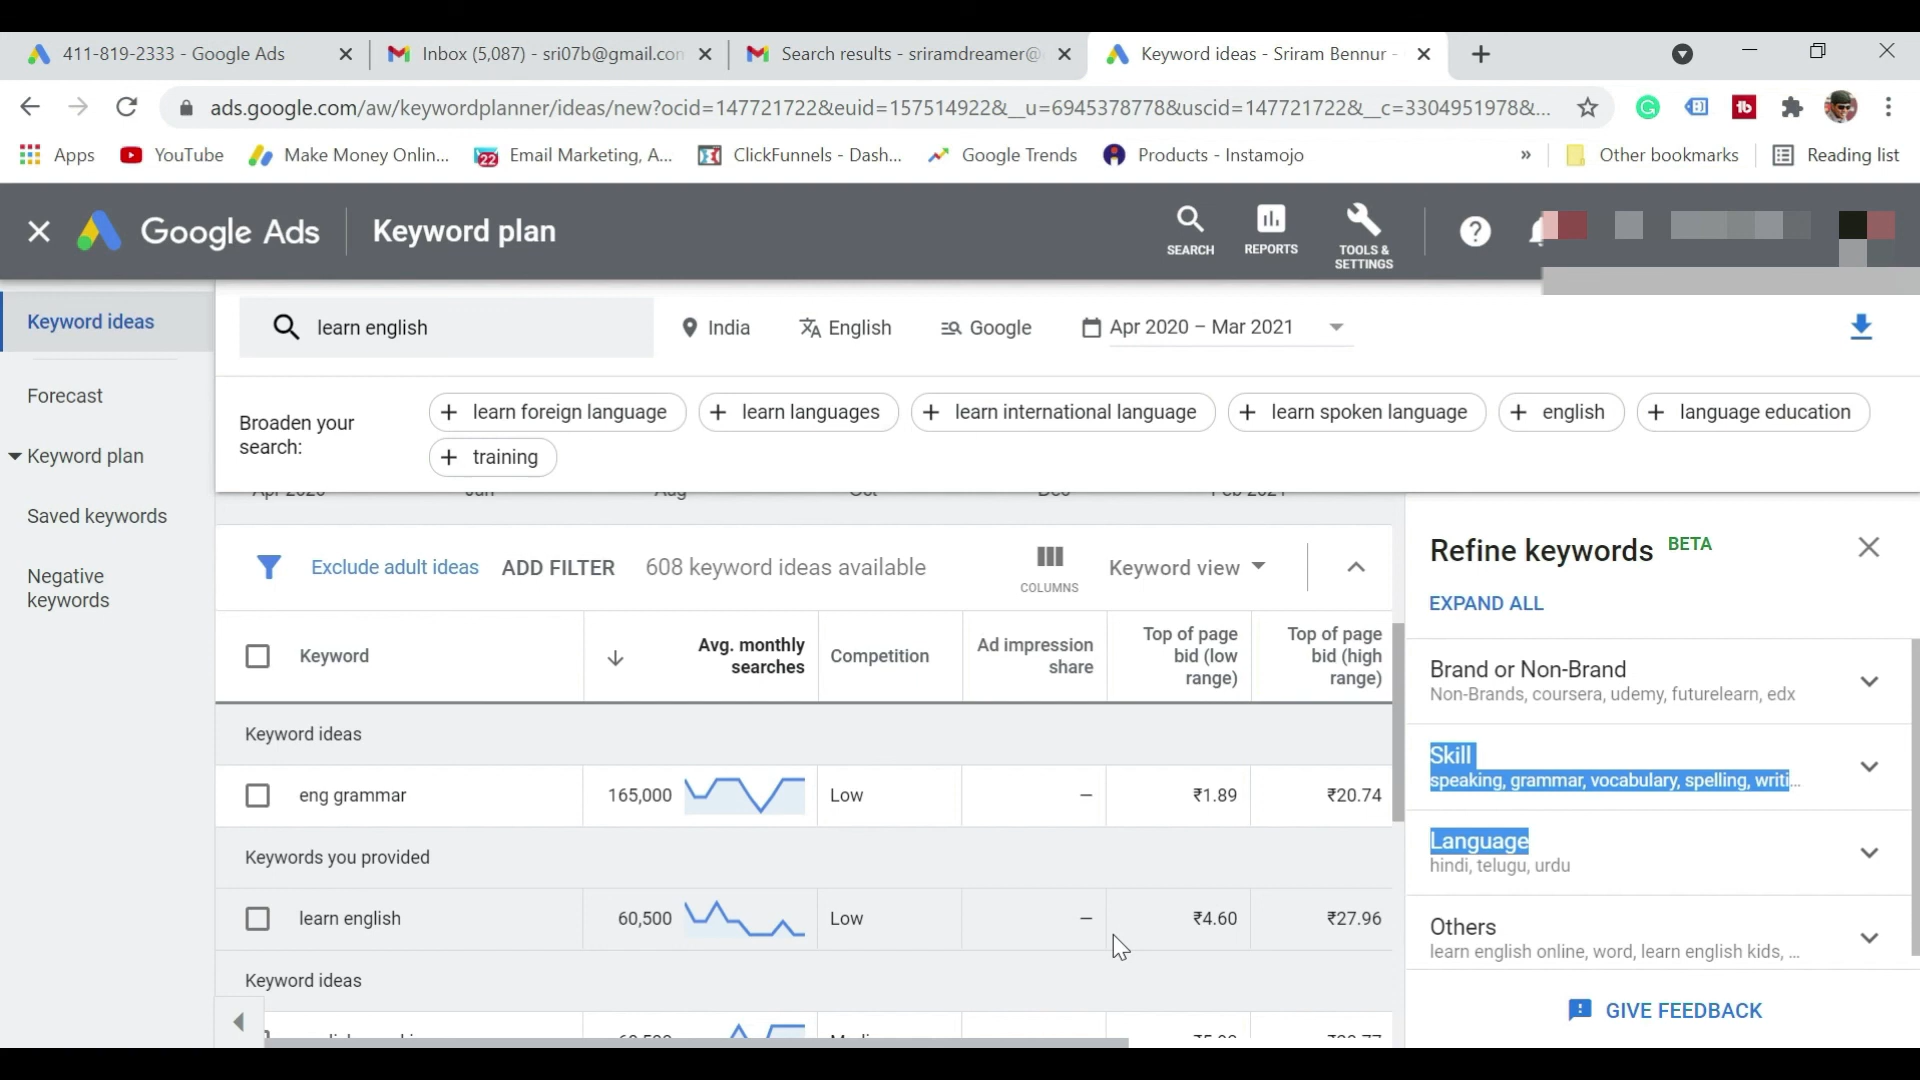 411-819-2333 - Google Ads
Inbox (5,087) - sri07b@gmail.con
Search results - sriramdreamer@
Keyword ideas - Sriram Bennur -
ads.google.com/aw/keywordplanner/ideas/new?ocid=147721722&euid=157514922&__u=6945378778&uscid=147721722&__c=3304951978&...
Apps
YouTube
Make Money Onlin...
Email Marketing, A...
ClickFunnels - Dash...
Google Trends
Products - Instamojo
»
Other bookmarks
Reading list
Google Ads
Keyword plan
SEARCH
REPORTS
TOOLS &
SETTINGS
Keyword ideas
Forecast
Keyword plan
Saved keywords
Negative
keywords
learn english
India
English
Google
Apr 2020 – Mar 2021
Broaden your
search:
+ learn foreign language
+ learn languages
+ learn international language
+ learn spoken language
+ english
+ language education
+ training
Apr 2020
Jun
Aug
Oct
Dec
Feb 2021
Exclude adult ideas
ADD FILTER
608 keyword ideas available
COLUMNS
Keyword view
Keyword
Avg. monthly
searches
Competition
Ad impression
share
Top of page
bid (low
range)
Top of page
bid (high
range)
Keyword ideas
eng grammar
165,000
Low
–
₹1.89
₹20.74
Keywords you provided
learn english
60,500
Low
–
₹4.60
₹27.96
Keyword ideas
Refine keywords BETA
EXPAND ALL
Brand or Non-Brand
Non-Brands, coursera, udemy, futurelearn, edx
Skill
speaking, grammar, vocabulary, spelling, writi...
Language
hindi, telugu, urdu
Others
learn english online, word, learn english kids, ...
GIVE FEEDBACK